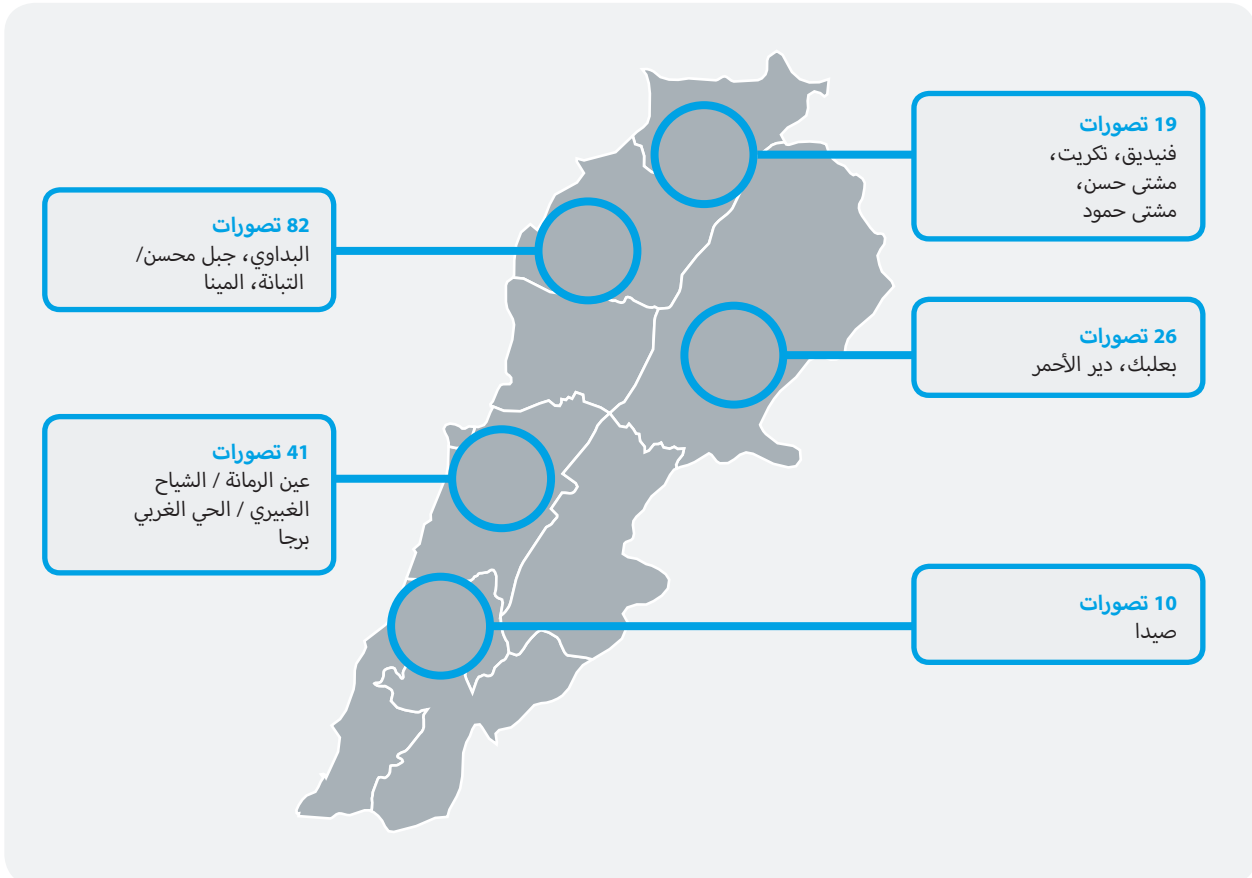 19 تصورات
فنيديق، تكريت،
مشتى حسن،
مشتى حمود
82 تصورات
البداوي، جبل محسن/
التبانة، المينا
26 تصورات
بعلبك، دير الأحمر
41 تصورات
عين الرمانة / الشياح
الغبيري / الحي الغربي
برجا
10 تصورات
صيدا